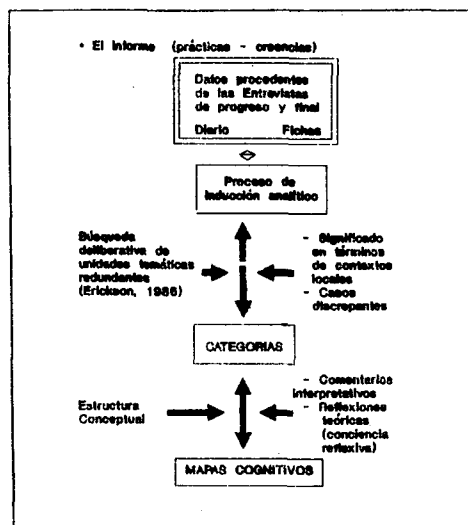 • El informe (prácticas - creencias)
Datos procedentes
de las Entrevistas
de progreso y final
Diario Fichas
Proceso de
inducción analítico
Búsqueda
deliberativa de
unidades temáticas
redundantes
(Erickson, 1986)
- Significado
en términos
de contextos
locales
- Casos
discrepantes
CATEGORIAS
Estructura
Conceptual
- Comentarios
interpretativos
- Reflexiones
teóricas
(conciencia
reflexiva)
MAPAS COGNITIVOS